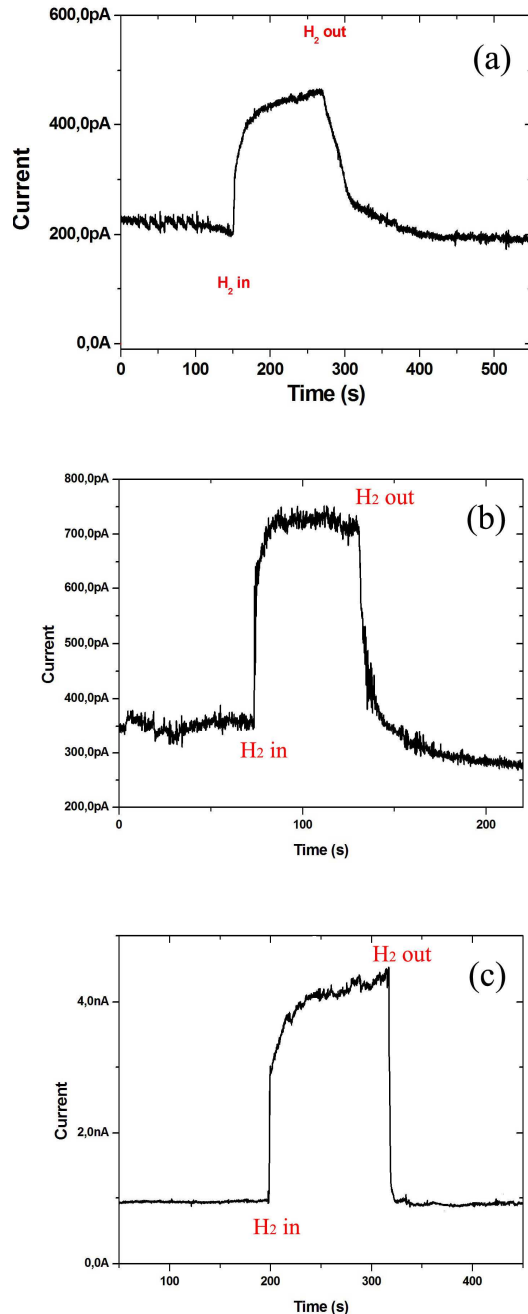 600,0pA
H2 out
(a)
400,0pA
Current
200,0pA
H2 in
0,0A
0 100 200 300 400 500
Time (s)
800,0pA
H2 out
(b)
700,0pA
600,0pA
Current
500,0pA
400,0pA
H2 in
300,0pA
200,0pA
0 100 200
Time (s)
H2 out
(c)
4,0nA
Current
2,0nA
H2 in
0,0A
100 200 300 400
Time (s)